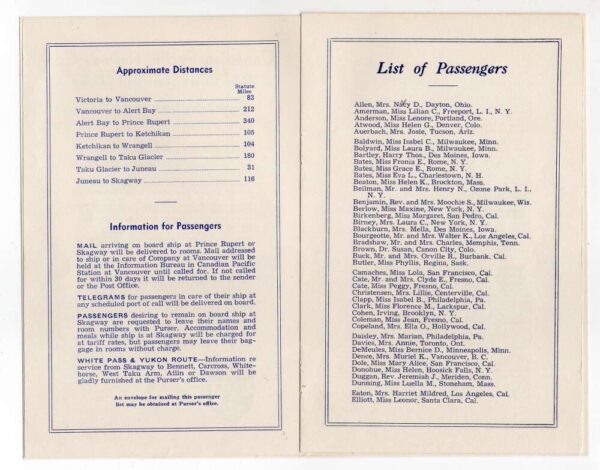 Approximate Distances
Statute
Miles
Victoria to Vancouver 83
Vancouver to Alert Bay 212
Alert Bay to Prince Rupert 340
Prince Rupert to Ketchikan 105
Ketchikan to Wrangell 104
Wrangell to Taku Glacier 180
Taku Glacier to Juneau 31
Juneau to Skagway 116
Information for Passengers
MAIL arriving on board ship at Prince Rupert or
Skagway will be delivered to rooms. Mail addressed
to ship or in care of Company at Vancouver will be
held at the Information Bureau in Canadian Pacific
Station at Vancouver until called for. If not called
for within 30 days it will be returned to the sender
or the Post Office.
TELEGRAMS for passengers in care of their ship at
any scheduled port of call will be delivered on board.
PASSENGERS desiring to remain on board ship at
Skagway are requested to leave their names and
room numbers with Purser. Accommodation and
meals while ship is at Skagway will be charged for
at tariff rates, but passengers may leave their bag-
gage in rooms without charge.
WHITE PASS & YUKON ROUTE—Information re
service from Skagway to Bennett, Carcross, White-
horse, West Taku Arm, Atlin or Dawson will be
gladly furnished at the Purser's office.
An envelope for mailing this passenger
list may be obtained at Purser's office.
List of Passengers
Allen, Mrs. D., Dayton, Ohio.
Amerman, Miss Lilian C., Freeport, L. I., N. Y.
Anderson, Miss Lenore, Portland, Ore.
Atwood, Miss Helen G., Denver, Colo.
Auerbach, Mrs. Josie, Tucson, Ariz.
Baldwin, Miss Isabel C., Milwaukee, Minn.
Bolyard, Miss Laura B., Milwaukee, Minn.
Bartley, Harry Thos., Des Moines, Iowa.
Bates, Miss Fronia E., Rome, N. Y.
Bates, Miss Grace E., Rome, N. Y.
Bates, Miss Eva L., Charlestown, N. H.
Beaton, Miss Helen K., Brockton, Mass.
Beilman, Mr. and Mrs. Henry N., Ozone Park, L. I.,
N. Y.
Benjamin, Rev. and Mrs. Moochie S., Milwaukee, Wis.
Berlow, Miss Maxine, New York, N. Y.
Birkenberg, Miss Margaret, San Pedro, Cal.
Birney, Mrs. Laura C., New York, N. Y.
Blackburn, Mrs. Mella, Des Moines, Iowa.
Bourgeotte, Mr. and Mrs. Walter K., Los Angeles, Cal.
Bradshaw, Mr. and Mrs. Charles, Memphis, Tenn.
Brown, Dr. Susan, Canon City, Colo.
Buck, Mr. and Mrs. Orville R., Burbank, Cal.
Butler, Miss Phyllis, Regina, Sask.
Camaches, Miss Lola, San Francisco, Cal.
Cate, Mr. and Mrs. Clyde E., Fresno, Cal.
Cate, Miss Peggy, Fresno, Cal.
Christensen, Mrs. Lillie, Centerville, Cal.
Clapp, Miss Isabel B., Philadelphia, Pa.
Clark, Miss Florence M., Larkspur, Cal.
Cohen, Irving, Brooklyn, N. Y.
Coleman, Miss Jean, Fresno, Cal.
Copeland, Mrs. Ella O., Hollywood, Cal.
Daisley, Mrs. Marian, Philadelphia, Pa.
Davies, Mrs. Annie, Toronto, Ont.
DeMeules, Miss Bernice D., Minneapolis, Minn.
Dence, Mrs. Muriel K., Vancouver, B. C.
Dole, Miss Mary Alice, San Francisco, Cal.
Donohue, Miss Helen, Hoosick Falls, N. Y.
Duggan, Rev. Jeremiah J., Meriden, Conn.
Dunning, Miss Luella M., Stoneham, Mass.
Eaton, Mrs. Harriet Mildred, Los Angeles, Cal.
Elliott, Miss Leonor, Santa Clara, Cal.